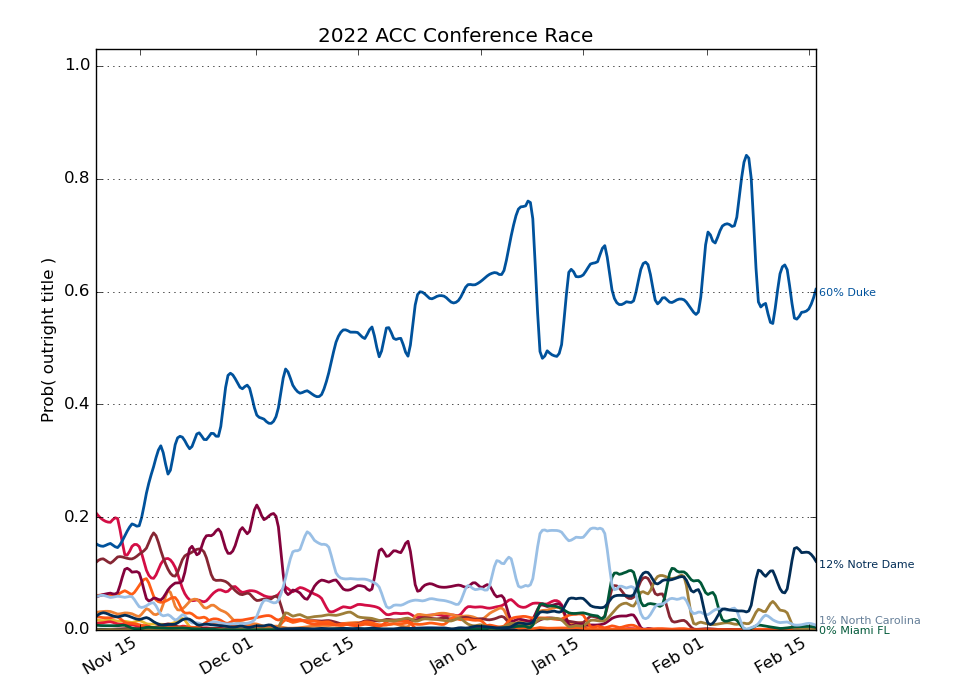 2022 ACC Conference Race
Prob( outright title )
1.0
0.8
0.6
0.4
0.2
0.0
60% Duke
12% Notre Dame
1% North Carolina
0% Miami FL
Nov 15
Dec 01
Dec 15
Jan 01
Jan 15
Feb 01
Feb 15